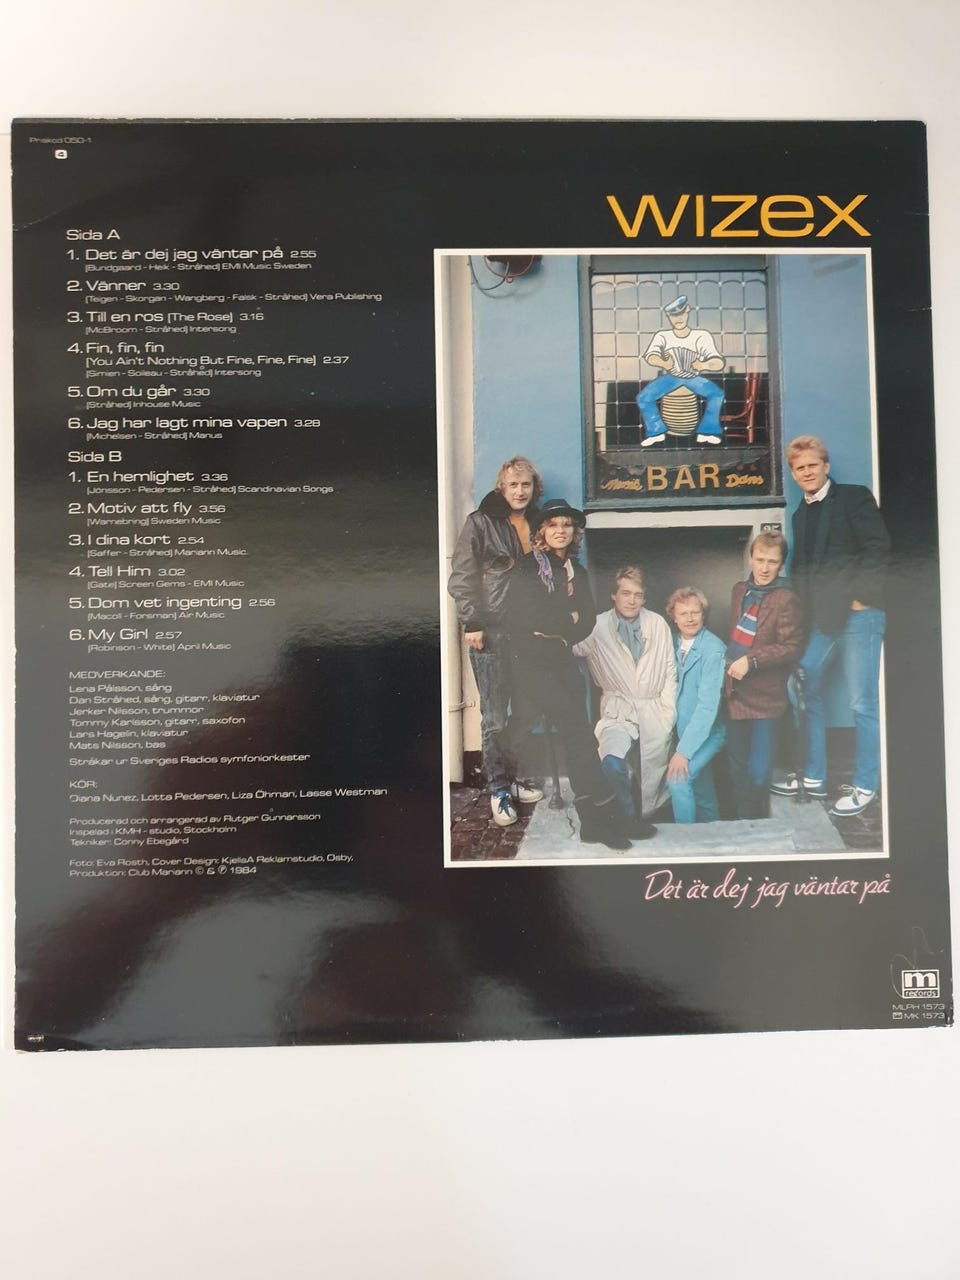 Priskod 050-1
4
WIZEX
Sida A
1. Det är dej jag väntar på 2.55
(Bundgaard - Heik - Stråhed) EMI Music Sweden
2. Vänner 3.30
(Teigen - Skorgan - Wangberg - Falsk - Stråhed) Vera Publishing
3. Till en ros (The Rose) 3.16
(McBroom - Stråhed) Intersong
4. Fin, fin, fin
(You Ain't Nothing But Fine, Fine, Fine) 2.37
(Simien - Soileau - Stråhed) Intersong
5. Om du går 3.30
(Stråhed) Inhouse Music
6. Jag har lagt mina vapen 3.28
(Michelsen - Stråhed) Manus
Sida B
1. En hemlighet 3.36
(Jönsson - Pedersen - Stråhed) Scandinavian Songs
2. Motiv att fly 3.56
(Warnebring) Sweden Music
3. I dina kort 2.54
(Saffer - Stråhed) Mariann Music
4. Tell Him 3.02
(Gate) Screen Gems - EMI Music
5. Dom vet ingenting 2.56
(Macoll - Forsman) Air Music
6. My Girl 2.57
(Robinson - White) April Music
MEDVERKANDE:
Lena Pålsson, sång
Dan Stråhed, sång, gitarr, klaviatur
Jerker Nilsson, trummor
Tommy Karlsson, gitarr, saxofon
Lars Hagelin, klaviatur
Mats Nilsson, bas
Stråkar ur Sveriges Radios symfoniorkester
KÖR:
Diana Nunez, Lotta Pedersen, Liza Öhman, Lasse Westman
Producerad och arrangerad av Rutger Gunnarsson
Inspelad i KMH - studio, Stockholm
Tekniker: Conny Ebegård
Foto: Eva Rosth, Cover Design: KjellsA Reklamstudio, Osby.
Produktion: Club Mariann © & ℗ 1984
Musik BAR Dans
35
Det är dej jag väntar på
m
records
MLPH 1573
MK 1573